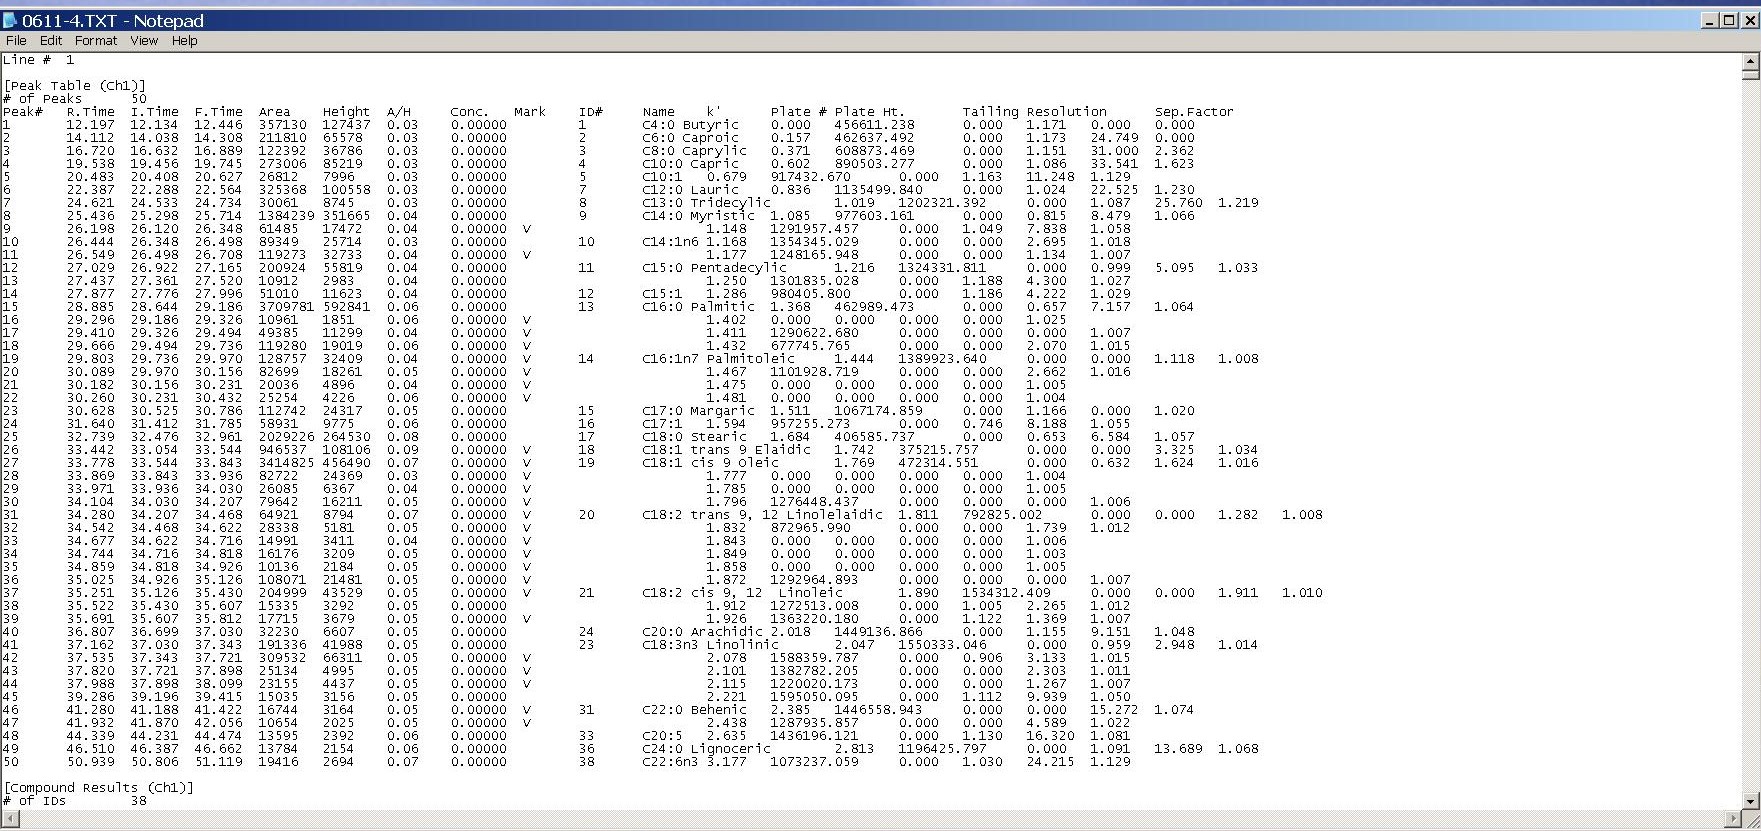 0611-4.TXT - Notepad
File Edit Format View Help
Line # 1
[Peak Table (Ch1)]
# of Peaks 50
Peak# R.Time I.Time F.Time Area Height A/H Conc. Mark ID# Name k' Plate # Plate Ht. Tailing Resolution Sep.Factor
1 12.197 12.134 12.446 357130 127437 0.03 0.00000 1 C4:0 Butyric 0.000 456611.238 0.000 1.171 0.000 0.000
2 14.112 14.038 14.308 211810 65578 0.03 0.00000 2 C6:0 Caproic 0.157 462637.492 0.000 1.173 24.749 0.000
3 16.720 16.632 16.889 122392 36786 0.03 0.00000 3 C8:0 Caprylic 0.371 608873.469 0.000 1.151 31.000 2.362
4 19.538 19.456 19.745 273006 85219 0.03 0.00000 4 C10:0 Capric 0.602 890503.277 0.000 1.086 33.541 1.623
5 20.483 20.408 20.627 26812 7996 0.03 0.00000 5 C10:1 0.679 917432.670 0.000 1.163 11.248 1.129
6 22.387 22.288 22.564 325368 100558 0.03 0.00000 7 C12:0 Lauric 0.836 1135499.840 0.000 1.024 22.525 1.230
7 24.621 24.533 24.734 30061 8745 0.03 0.00000 8 C13:0 Tridecylic 1.019 1202321.392 0.000 1.087 25.760 1.219
8 25.436 25.298 25.714 1384239 351665 0.04 0.00000 9 C14:0 Myristic 1.085 977603.161 0.000 0.815 8.479 1.066
9 26.198 26.120 26.348 61485 17472 0.04 0.00000 V 1.148 1291957.457 0.000 1.049 7.838 1.058
10 26.444 26.348 26.498 89349 25714 0.03 0.00000 10 C14:1n6 1.168 1354345.029 0.000 0.000 2.695 1.018
11 26.549 26.498 26.708 119273 32733 0.04 0.00000 V 1.177 1248165.948 0.000 0.000 1.134 1.007
12 27.029 26.922 27.165 200924 55819 0.04 0.00000 11 C15:0 Pentadecylic 1.216 1324331.811 0.000 0.999 5.095 1.033
13 27.437 27.361 27.520 10912 2983 0.04 0.00000 1.250 1301835.028 0.000 1.188 4.300 1.027
14 27.877 27.776 27.996 51010 11623 0.04 0.00000 12 C15:1 1.286 980405.800 0.000 1.186 4.222 1.029
15 28.885 28.644 29.186 3709781 592841 0.06 0.00000 13 C16:0 Palmitic 1.368 462989.473 0.000 0.657 7.157 1.064
16 29.296 29.186 29.326 10961 1851 0.06 0.00000 V 1.402 0.000 0.000 0.000 0.000 1.025
17 29.410 29.326 29.494 49385 11299 0.04 0.00000 V 1.411 1290622.680 0.000 0.000 0.000 1.007
18 29.666 29.494 29.736 119280 19019 0.06 0.00000 V 1.432 677745.765 0.000 0.000 2.070 1.015
19 29.803 29.736 29.970 128757 32409 0.04 0.00000 V 14 C16:1n7 Palmitoleic 1.444 1389923.640 0.000 0.000 1.118 1.008
20 30.089 29.970 30.156 82699 18261 0.05 0.00000 V 1.467 1101928.719 0.000 0.000 2.662 1.016
21 30.182 30.156 30.231 20036 4896 0.04 0.00000 V 1.475 0.000 0.000 0.000 0.000 1.005
22 30.260 30.231 30.432 25254 4226 0.06 0.00000 V 1.481 0.000 0.000 0.000 0.000 1.004
23 30.628 30.525 30.786 112742 24317 0.05 0.00000 15 C17:0 Margaric 1.511 1067174.859 0.000 1.166 0.000 1.020
24 31.640 31.412 31.785 58931 9775 0.06 0.00000 16 C17:1 1.594 957255.273 0.000 0.746 8.188 1.055
25 32.739 32.476 32.961 2029226 264530 0.08 0.00000 17 C18:0 Stearic 1.684 406585.737 0.000 0.653 6.584 1.057
26 33.442 33.054 33.544 946537 108106 0.09 0.00000 V 18 C18:1 trans 9 Elaidic 1.742 375215.757 0.000 0.000 3.325 1.034
27 33.778 33.544 33.843 3414825 456490 0.07 0.00000 V 19 C18:1 cis 9 Oleic 1.769 472314.551 0.000 0.632 1.624 1.016
28 33.869 33.843 33.936 82722 24369 0.03 0.00000 V 1.777 0.000 0.000 0.000 0.000 1.004
29 33.971 33.936 34.030 26085 6367 0.04 0.00000 V 1.785 0.000 0.000 0.000 0.000 1.005
30 34.104 34.030 34.207 79642 16211 0.05 0.00000 V 1.796 1276448.437 0.000 0.000 0.000 1.006
31 34.280 34.207 34.468 64921 8794 0.07 0.00000 V 20 C18:2 trans 9, 12 Linolelaidic 1.811 792825.002 0.000 0.000 1.282 1.008
32 34.542 34.468 34.622 28338 5181 0.05 0.00000 V 1.832 872965.990 0.000 0.000 1.739 1.012
33 34.677 34.622 34.716 14991 3411 0.04 0.00000 V 1.843 0.000 0.000 0.000 0.000 1.006
34 34.744 34.716 34.818 16176 3209 0.05 0.00000 V 1.849 0.000 0.000 0.000 0.000 1.003
35 34.859 34.818 34.926 10136 2184 0.05 0.00000 V 1.858 0.000 0.000 0.000 0.000 1.005
36 35.025 34.926 35.126 108071 21481 0.05 0.00000 V 1.872 1292964.893 0.000 0.000 0.000 1.007
37 35.251 35.126 35.430 204999 43529 0.05 0.00000 V 21 C18:2 cis 9, 12 Linoleic 1.890 1534312.409 0.000 0.000 1.911 1.010
38 35.522 35.430 35.607 15335 3292 0.05 0.00000 V 1.912 1272513.008 0.000 1.005 2.265 1.012
39 35.691 35.607 35.812 17715 3679 0.05 0.00000 V 1.926 1363220.180 0.000 1.122 1.369 1.007
40 36.807 36.699 37.030 32230 6607 0.05 0.00000 24 C20:0 Arachidic 2.018 1449136.866 0.000 1.155 9.151 1.048
41 37.162 37.030 37.343 191336 41988 0.05 0.00000 23 C18:3n3 Linolinic 2.047 1550333.046 0.000 0.959 2.948 1.014
42 37.535 37.343 37.721 309532 66311 0.05 0.00000 V 2.078 1588359.787 0.000 0.906 3.133 1.015
43 37.820 37.721 37.898 25134 4995 0.05 0.00000 V 2.101 1382782.205 0.000 0.000 2.303 1.011
44 37.988 37.898 38.099 23155 4437 0.05 0.00000 V 2.115 1220020.173 0.000 0.000 1.267 1.007
45 39.286 39.196 39.415 15035 3156 0.05 0.00000 2.221 1595050.095 0.000 1.112 9.939 1.050
46 41.280 41.188 41.422 16744 3164 0.05 0.00000 V 31 C22:0 Behenic 2.385 1446558.943 0.000 0.000 15.272 1.074
47 41.932 41.870 42.056 10654 2025 0.05 0.00000 V 2.438 1287935.857 0.000 0.000 4.589 1.022
48 44.339 44.231 44.474 13595 2392 0.06 0.00000 33 C20:5 2.635 1436196.121 0.000 1.130 16.320 1.081
49 46.510 46.387 46.662 13784 2154 0.06 0.00000 36 C24:0 Lignoceric 2.813 1196425.797 0.000 1.091 13.689 1.068
50 50.939 50.806 51.119 19416 2694 0.07 0.00000 38 C22:6n3 3.177 1073237.059 0.000 1.030 24.215 1.129
[Compound Results (Ch1)]
# of IDs 38